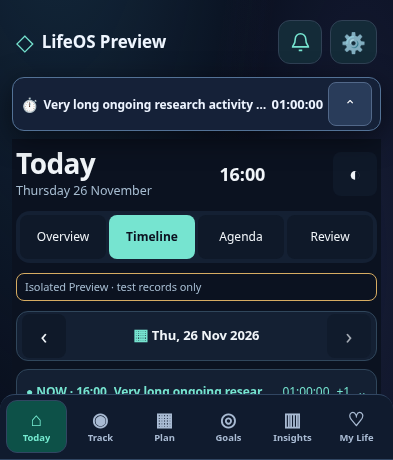 LifeOS Preview
Very long ongoing research activity ... 01:00:00
Today
Thursday 26 November
16:00
Overview
Timeline
Agenda
Review
Isolated Preview · test records only
Thu, 26 Nov 2026
NOW · 16:00 Very long ongoing resear... 01:00:00 +1
Today
Track
Plan
Goals
Insights
My Life